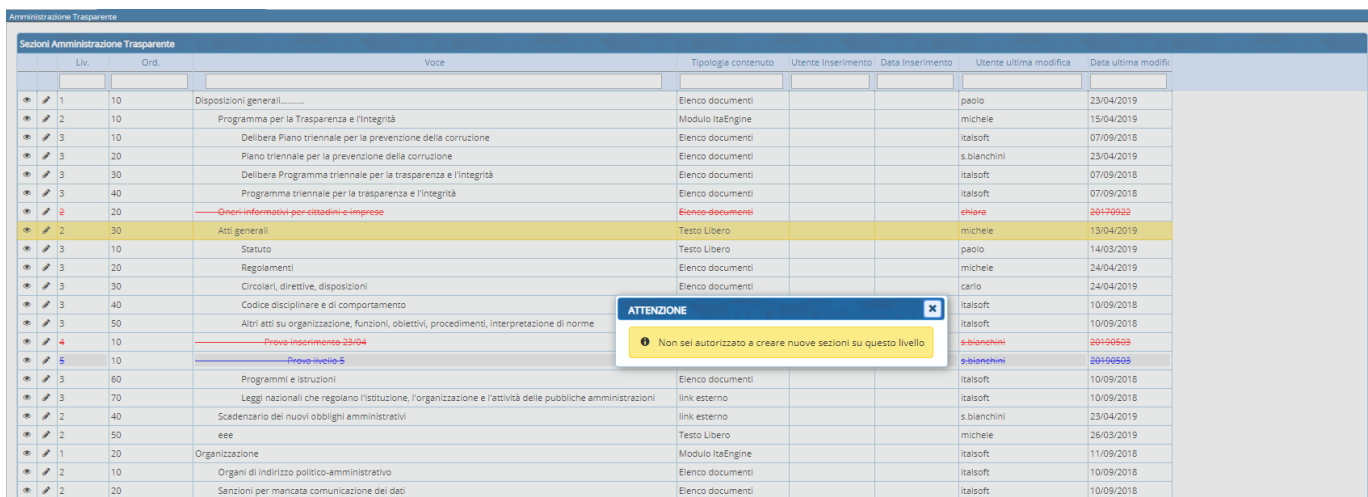 Amministrazione Trasparente
Sezioni Amministrazione Trasparente
Liv. Ord. Voce Tipologia contenuto Utente Inserimento Data Inserimento Utente ultima modifica Data ultima modific
1 10 Disposizioni generali.......... Elenco documenti paolo 23/04/2019
2 10 Programma per la Trasparenza e l'Integrità Modulo ItaEngine michele 15/04/2019
3 10 Delibera Piano triennale per la prevenzione della corruzione Elenco documenti italsoft 07/09/2018
3 20 Piano triennale per la prevenzione della corruzione Elenco documenti s.bianchini 23/04/2019
3 30 Delibera Programma triennale per la trasparenza e l'integrità Elenco documenti italsoft 07/09/2018
3 40 Programma triennale per la trasparenza e l'integrità Elenco documenti italsoft 07/09/2018
2 20 Oneri informativi per cittadini e imprese Elenco documenti chiara 20170922
2 30 Atti generali Testo Libero michele 13/04/2019
3 10 Statuto Testo Libero paolo 14/03/2019
3 20 Regolamenti Elenco documenti michele 24/04/2019
3 30 Circolari, direttive, disposizioni Elenco documenti carlo 24/04/2019
3 40 Codice disciplinare e di comportamento italsoft 10/09/2018
3 50 Altri atti su organizzazione, funzioni, obiettivi, procedimenti, interpretazione di norme italsoft 10/09/2018
4 10 Prova inserimento 23/04 s.bianchini 20190503
5 10 Prova livello 5 s.bianchini 20190503
ATTENZIONE
Non sei autorizzato a creare nuove sezioni su questo livello
3 60 Programmi e istruzioni Elenco documenti italsoft 10/09/2018
3 70 Leggi nazionali che regolano l'istituzione, l'organizzazione e l'attività delle pubbliche amministrazioni link esterno italsoft 10/09/2018
2 40 Scadenzario dei nuovi obblighi amministrativi link esterno s.bianchini 23/04/2019
2 50 eee Testo Libero michele 26/03/2019
1 20 Organizzazione Modulo ItaEngine italsoft 11/09/2018
2 10 Organi di indirizzo politico-amministrativo Elenco documenti italsoft 10/09/2018
2 20 Sanzioni per mancata comunicazione dei dati Elenco documenti italsoft 10/09/2018